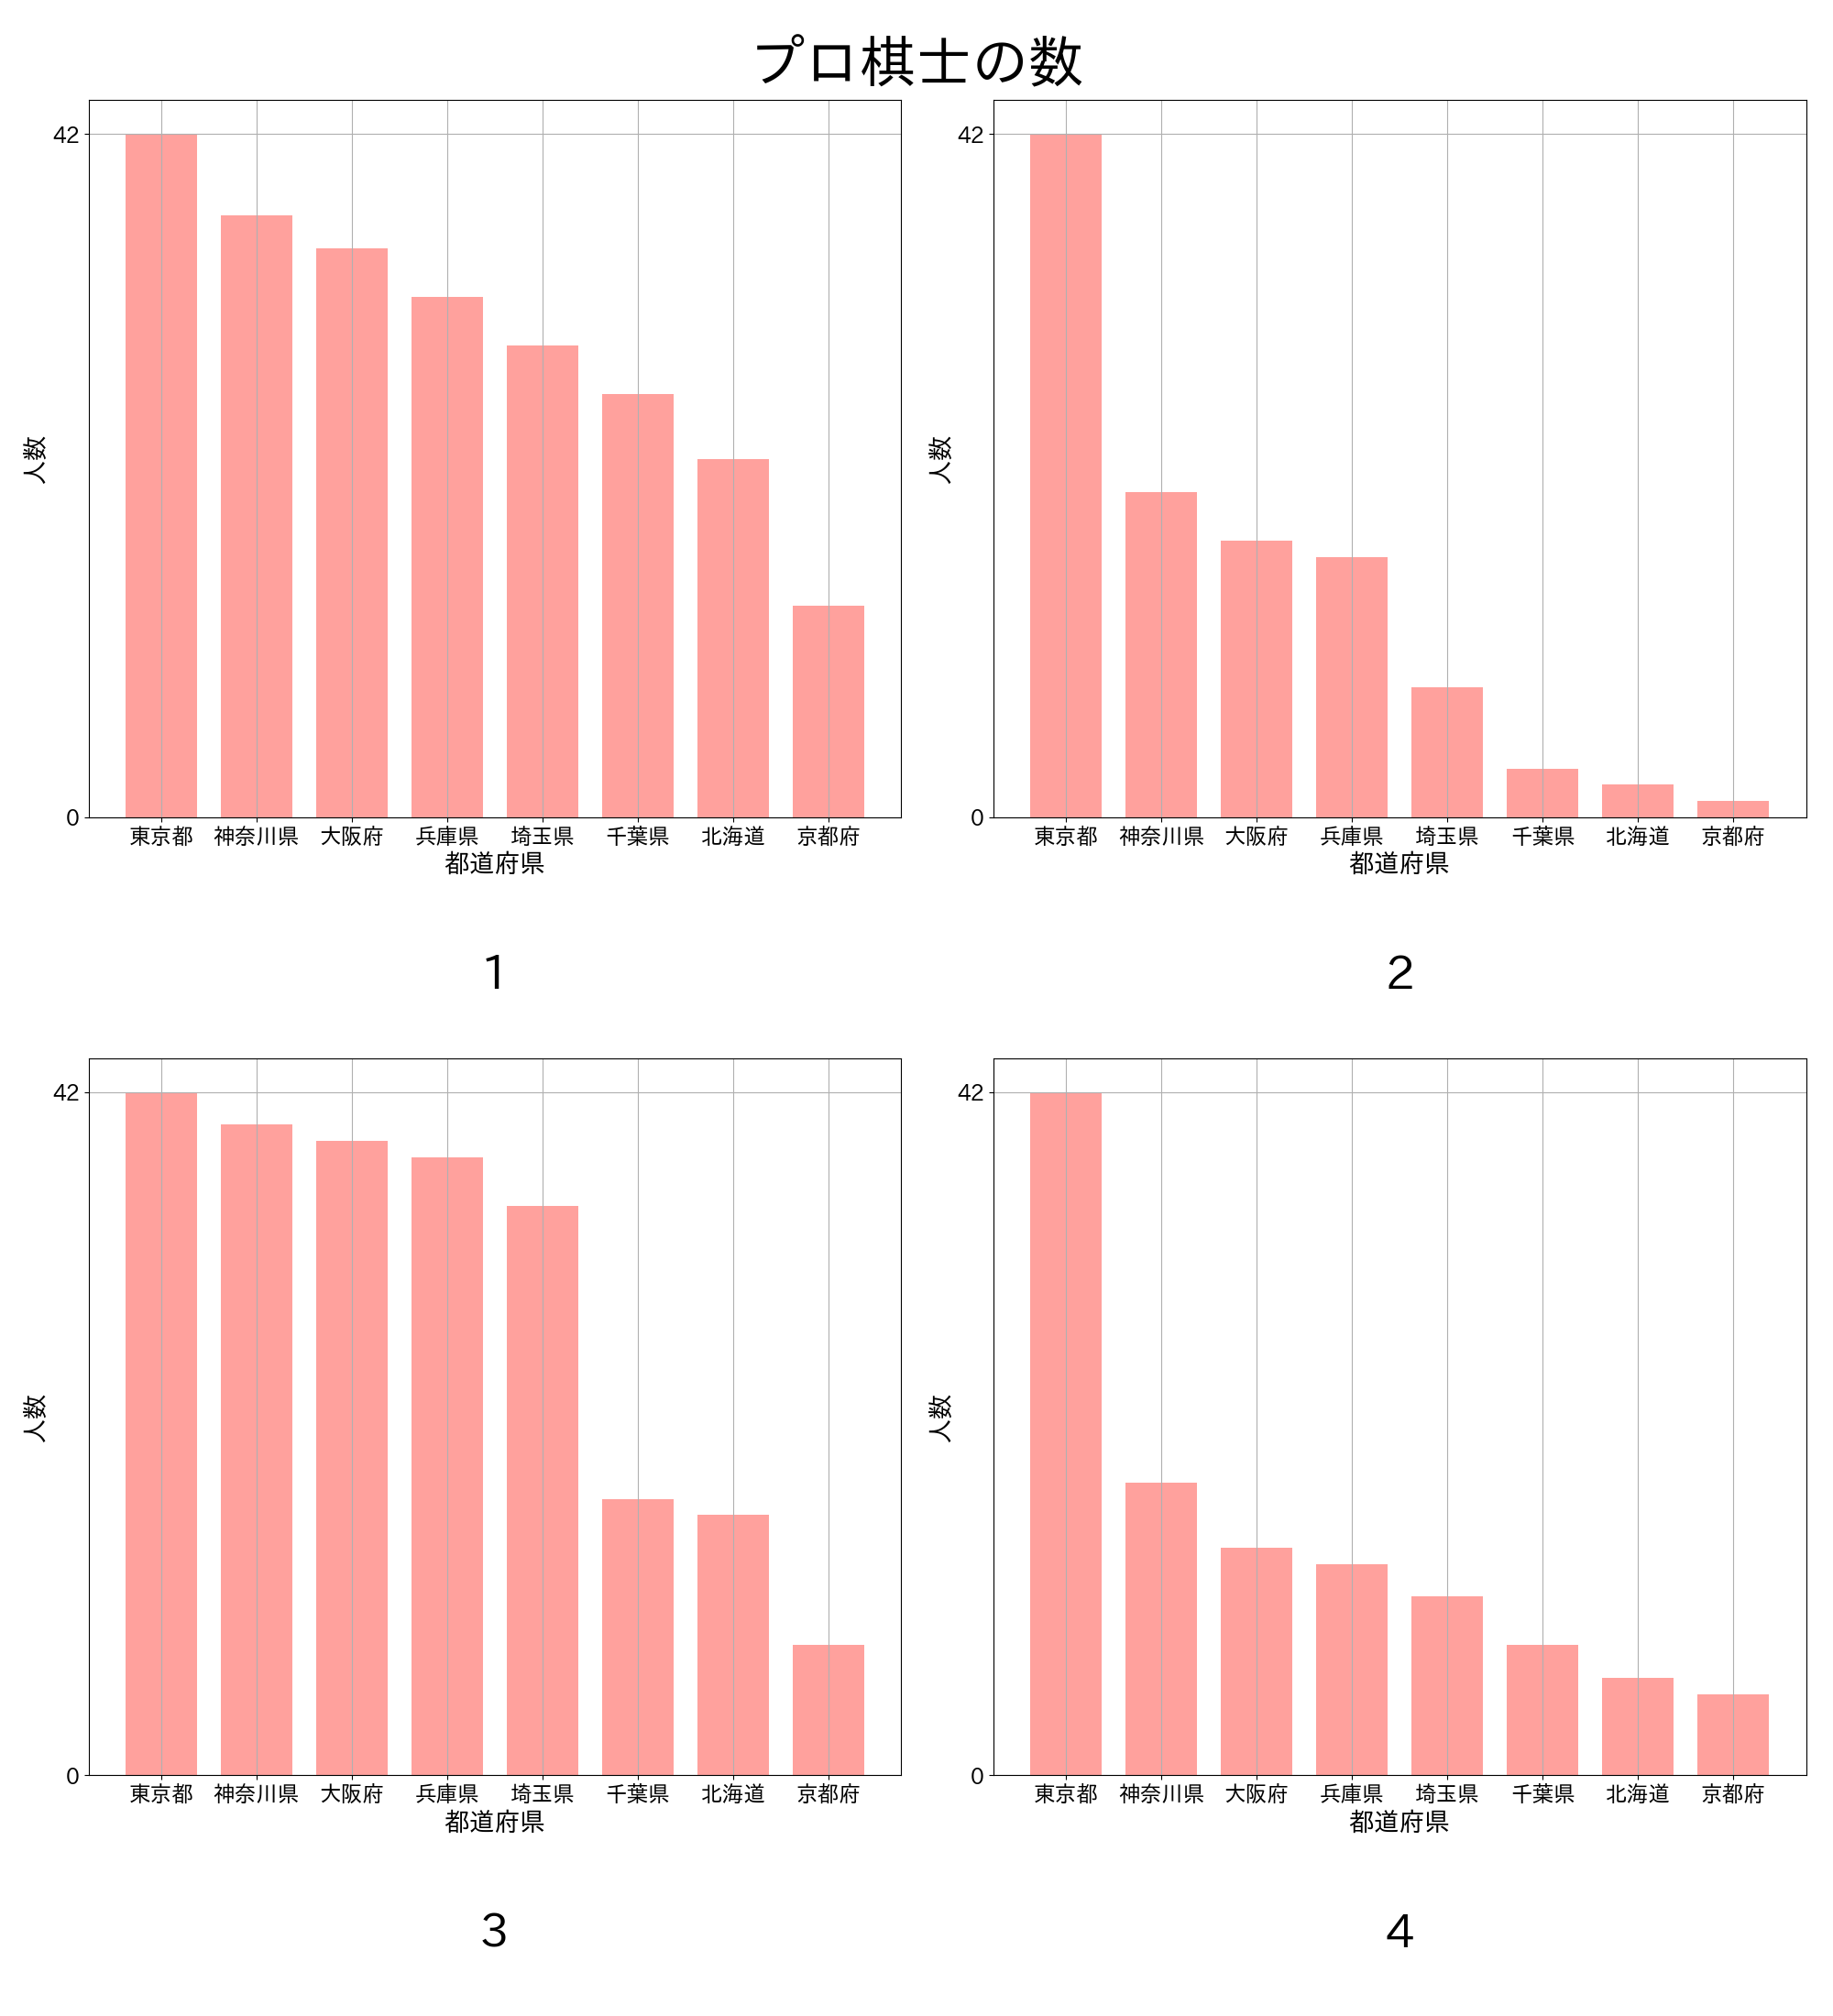 プロ棋士の数
42
0
人数
東京都 神奈川県 大阪府 兵庫県 埼玉県 千葉県 北海道 京都府
都道府県
1
42
0
人数
東京都 神奈川県 大阪府 兵庫県 埼玉県 千葉県 北海道 京都府
都道府県
2
42
0
人数
東京都 神奈川県 大阪府 兵庫県 埼玉県 千葉県 北海道 京都府
都道府県
3
42
0
人数
東京都 神奈川県 大阪府 兵庫県 埼玉県 千葉県 北海道 京都府
都道府県
4